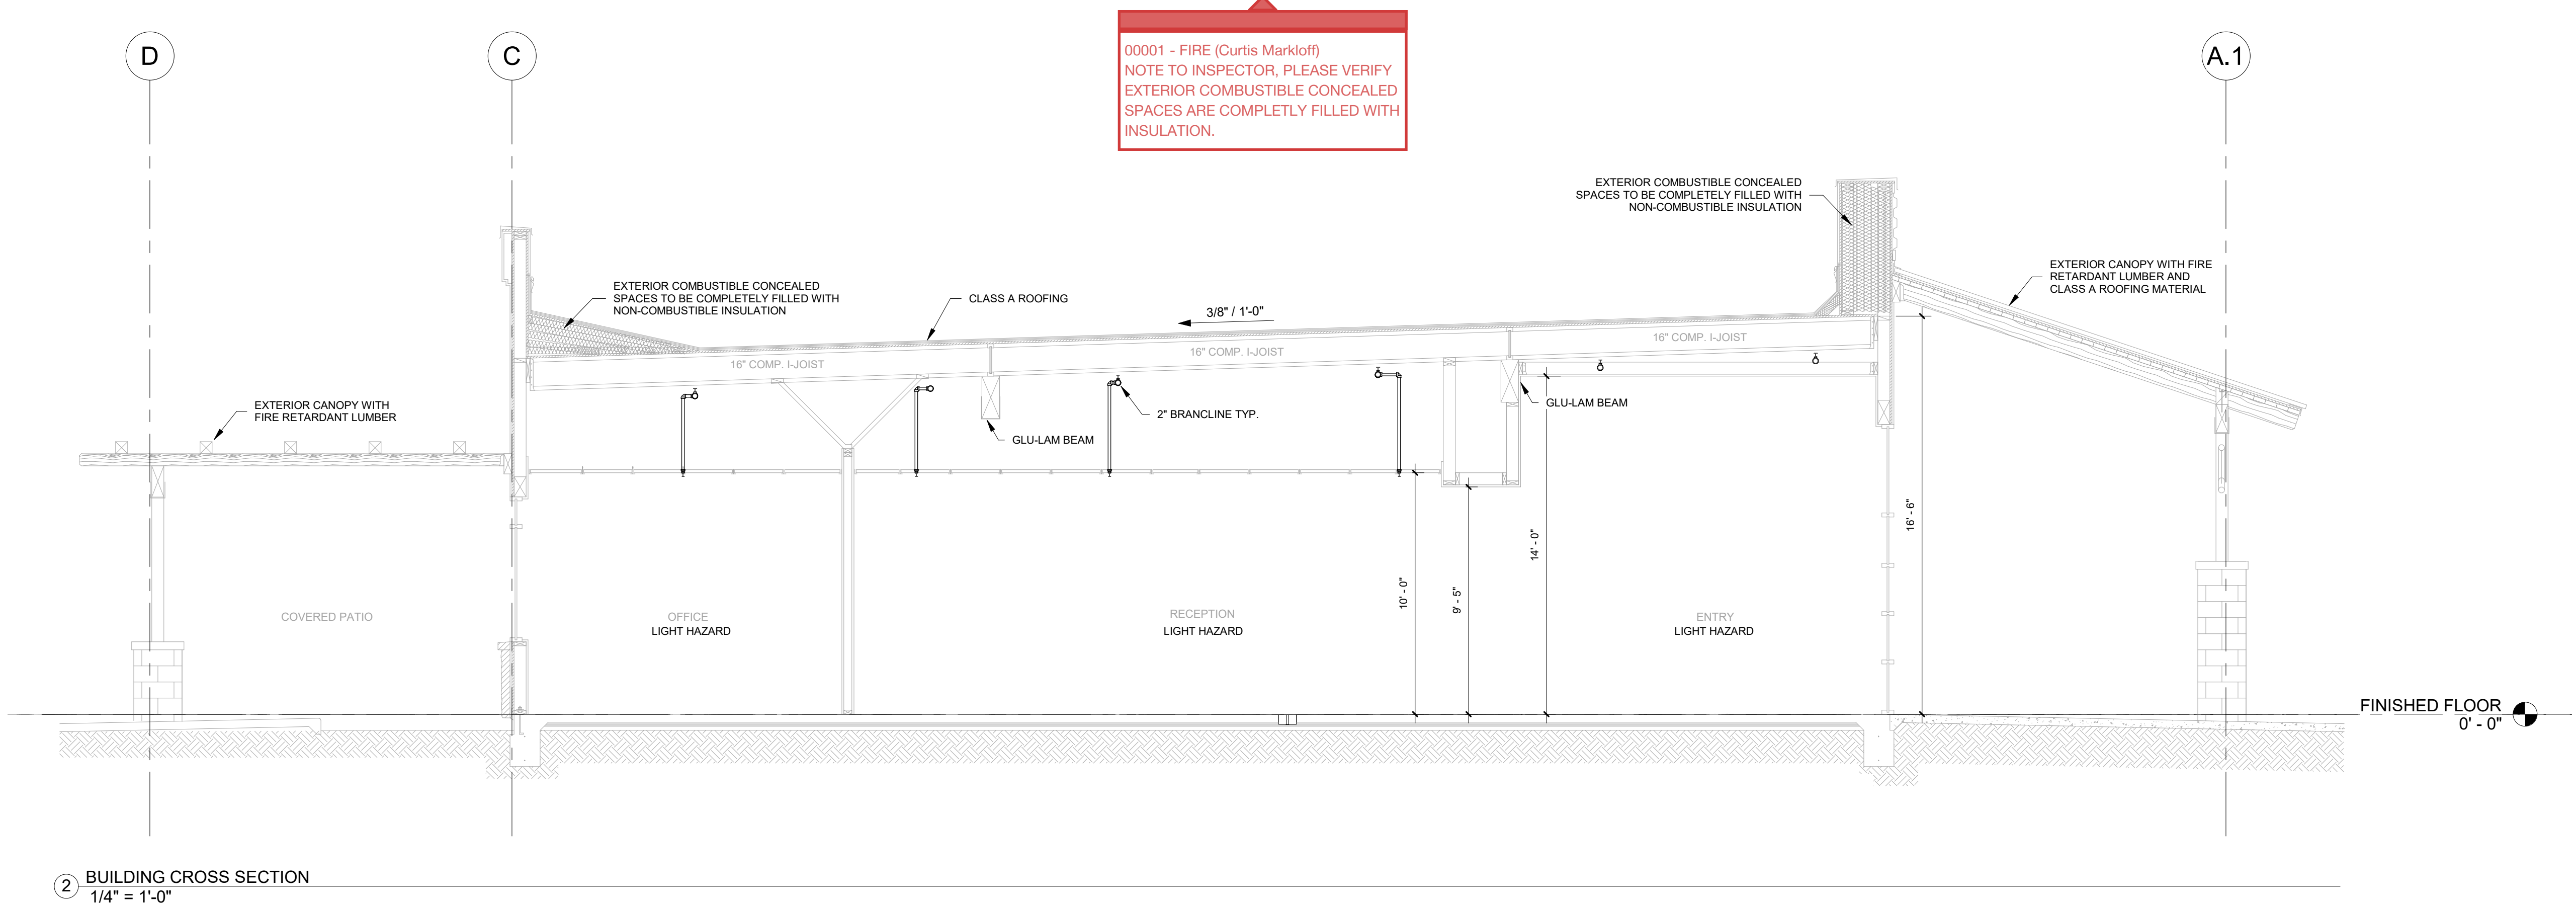 00001 - FIRE (Curtis Markloff)
NOTE TO INSPECTOR, PLEASE VERIFY
EXTERIOR COMBUSTIBLE CONCEALED
SPACES ARE COMPLETLY FILLED WITH
INSULATION.
D
C
A.1
EXTERIOR COMBUSTIBLE CONCEALED
SPACES TO BE COMPLETELY FILLED WITH
NON-COMBUSTIBLE INSULATION
EXTERIOR CANOPY WITH FIRE
RETARDANT LUMBER AND
CLASS A ROOFING MATERIAL
EXTERIOR COMBUSTIBLE CONCEALED
SPACES TO BE COMPLETELY FILLED WITH
NON-COMBUSTIBLE INSULATION
CLASS A ROOFING
3/8" / 1'-0"
16" COMP. I-JOIST
16" COMP. I-JOIST
16" COMP. I-JOIST
EXTERIOR CANOPY WITH
FIRE RETARDANT LUMBER
GLU-LAM BEAM
2" BRANCLINE TYP.
GLU-LAM BEAM
10' - 0"
9' - 5"
14' - 0"
16' - 6"
COVERED PATIO
OFFICE
LIGHT HAZARD
RECEPTION
LIGHT HAZARD
ENTRY
LIGHT HAZARD
FINISHED FLOOR
0' - 0"
2
BUILDING CROSS SECTION
1/4" = 1'-0"